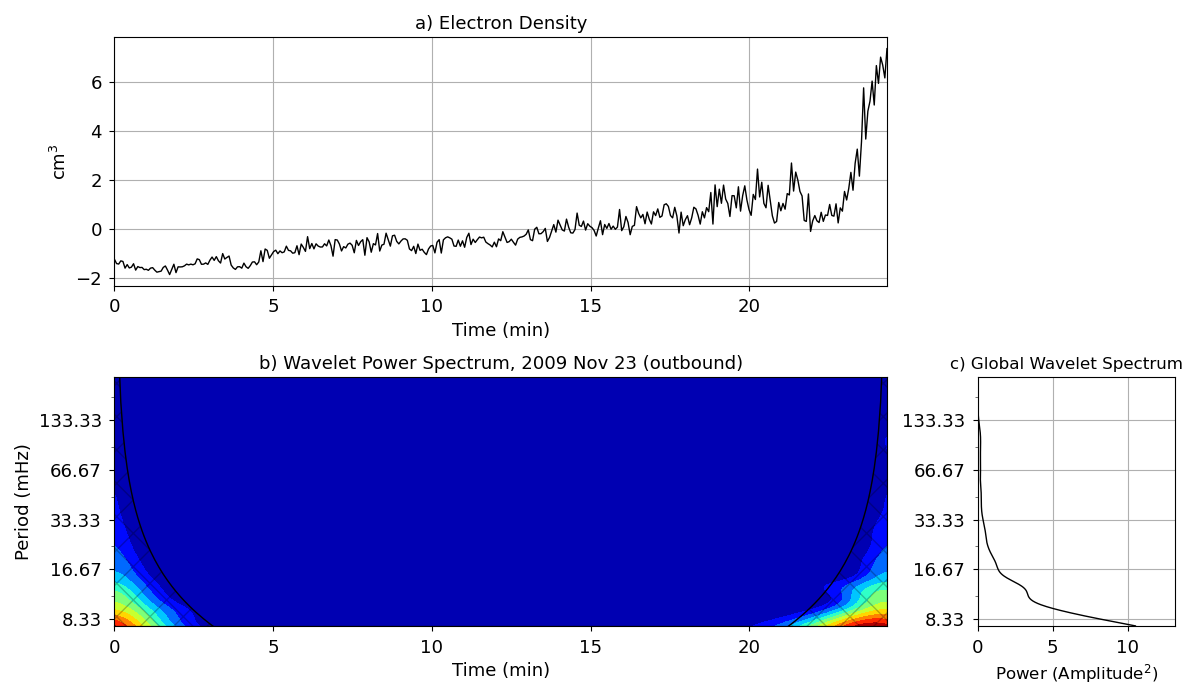 a) Electron Density
6
4
2
0
−2
cm³
0 5 10 15 20
Time (min)
b) Wavelet Power Spectrum, 2009 Nov 23 (outbound)
133.33
66.67
33.33
16.67
8.33
Period (mHz)
0 5 10 15 20
Time (min)
c) Global Wavelet Spectrum
133.33
66.67
33.33
16.67
8.33
0 5 10
Power (Amplitude²)